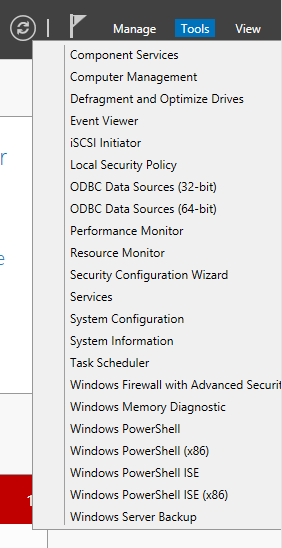 Manage Tools View
Component Services
Computer Management
Defragment and Optimize Drives
Event Viewer
iSCSI Initiator
Local Security Policy
ODBC Data Sources (32-bit)
ODBC Data Sources (64-bit)
Performance Monitor
Resource Monitor
Security Configuration Wizard
Services
System Configuration
System Information
Task Scheduler
Windows Firewall with Advanced Securit
Windows Memory Diagnostic
Windows PowerShell
Windows PowerShell (x86)
Windows PowerShell ISE
Windows PowerShell ISE (x86)
Windows Server Backup